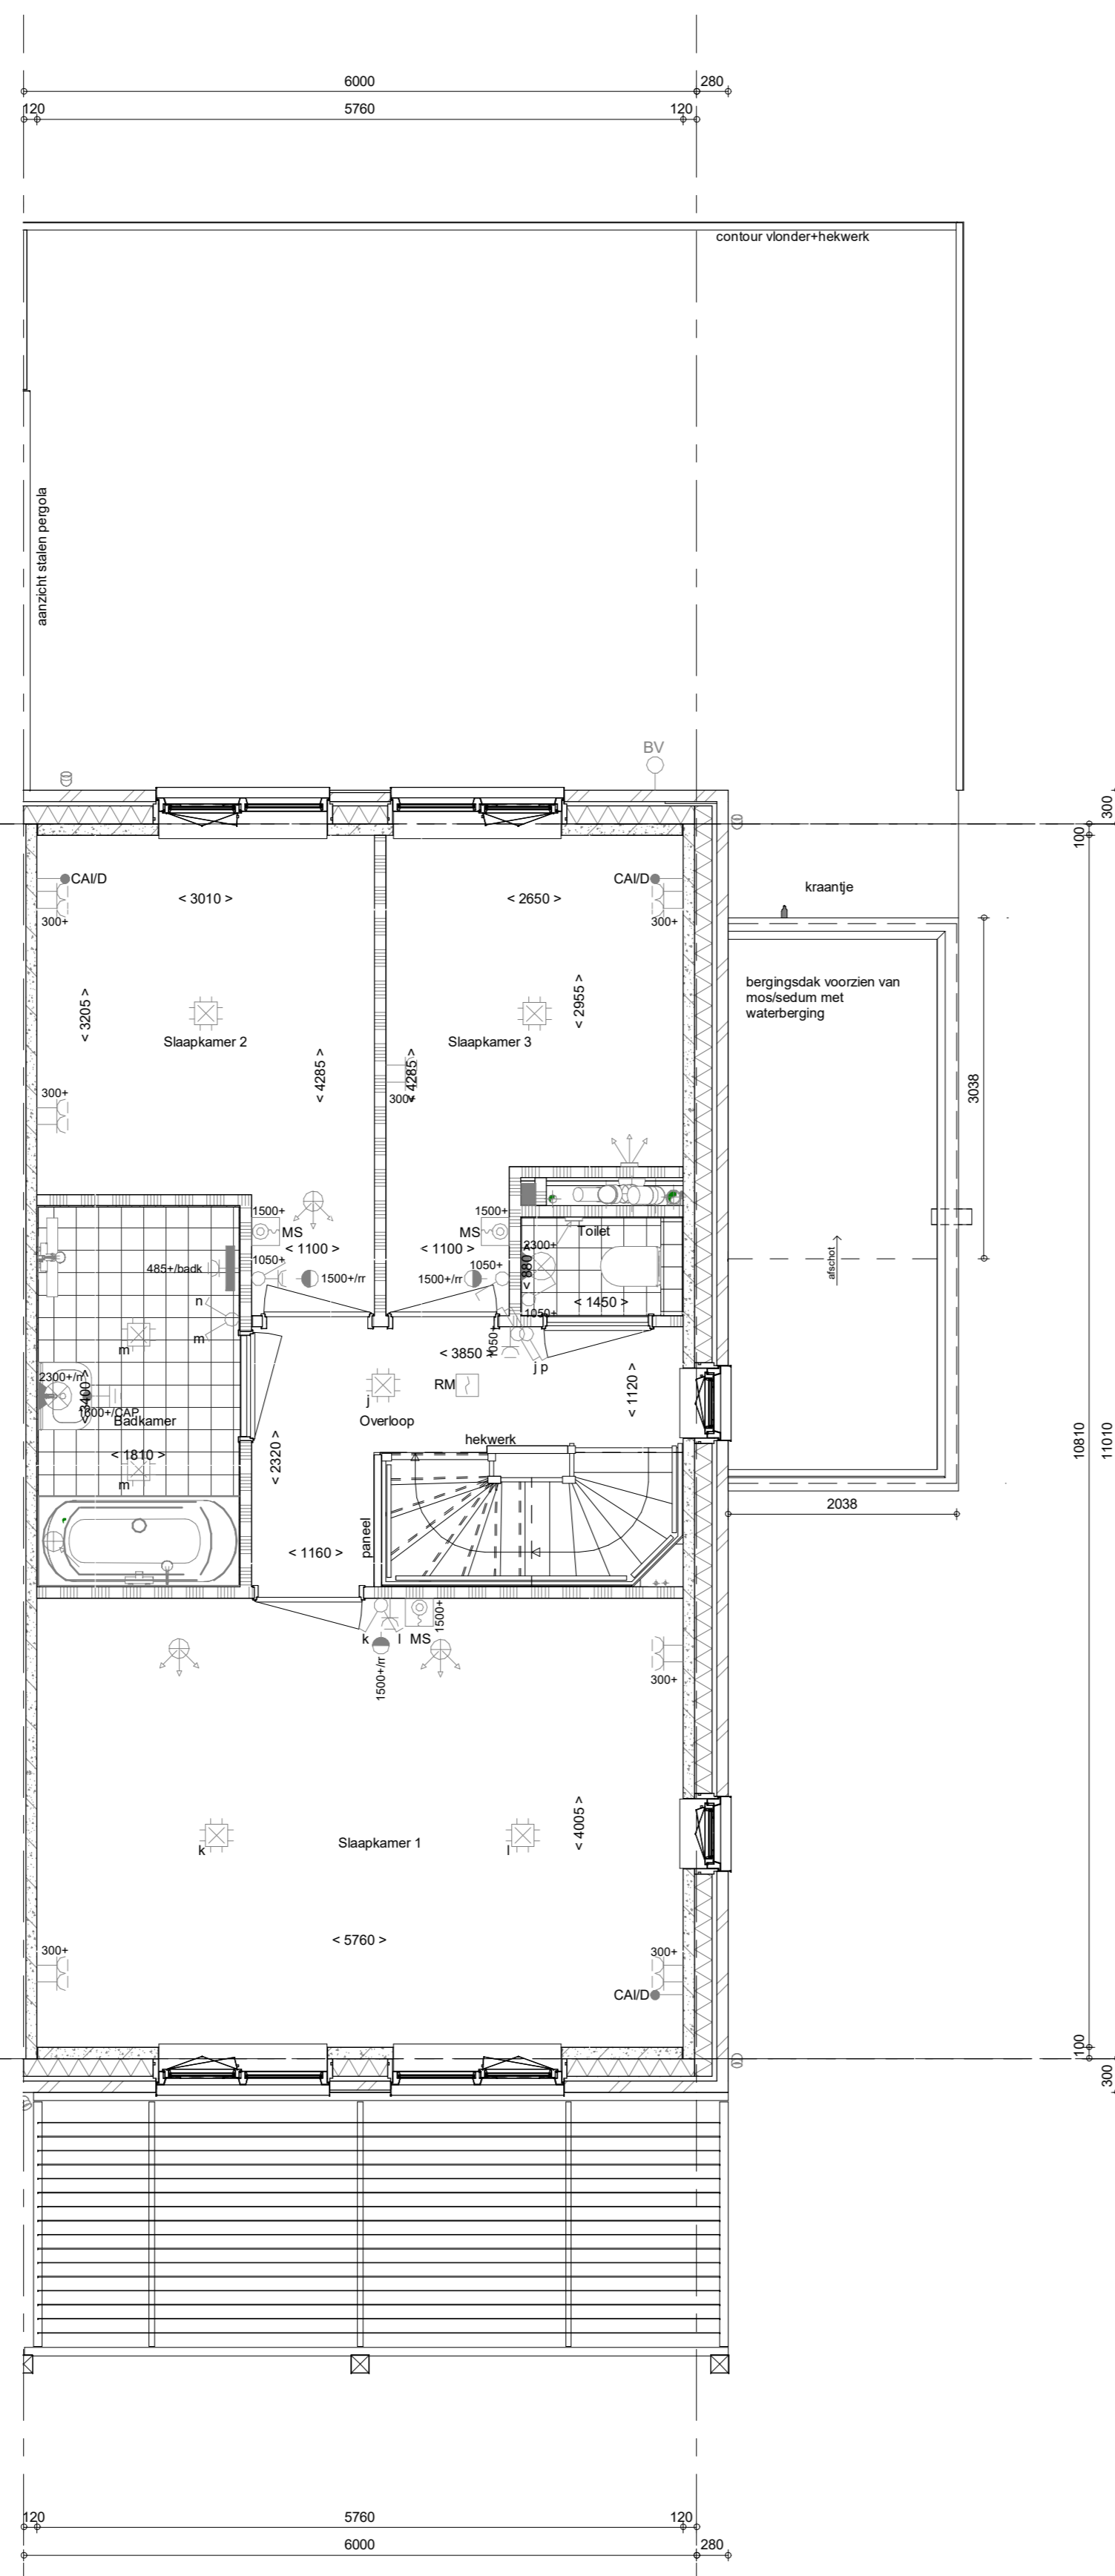 6000
280
120
5760
120
contour vlonder+hekwerk
aanzicht stalen pergola
BV
300
100
CAI/D
300+
< 3010 >
< 2650 >
CAI/D
300+
kraantje
bergingsdak voorzien van
mos/sedum met
waterberging
< 3205 >
Slaapkamer 2
< 4285 >
< 2955 >
Slaapkamer 3
< 4285 >
300+
300+
3038
1500+
MS
< 1100 >
1050+
1500+/rr
1500+
MS
< 1100 >
1050+
1500+/rr
Toilet
2300+
< 880 >
< 1450 >
1050+
afschot
485+/badk
n
m
m
2300+/n
< 3400 >
1600+/CAP
Badkamer
< 1810 >
m
< 3850 >
1050+
j p
RM
j
Overloop
< 1120 >
hekwerk
< 2320 >
paneel
< 1160 >
10810
11010
2038
k
l
MS
1500+
1500+/rr
300+
k
Slaapkamer 1
l
< 4005 >
< 5760 >
300+
300+
CAI/D
100
300
120
5760
120
6000
280